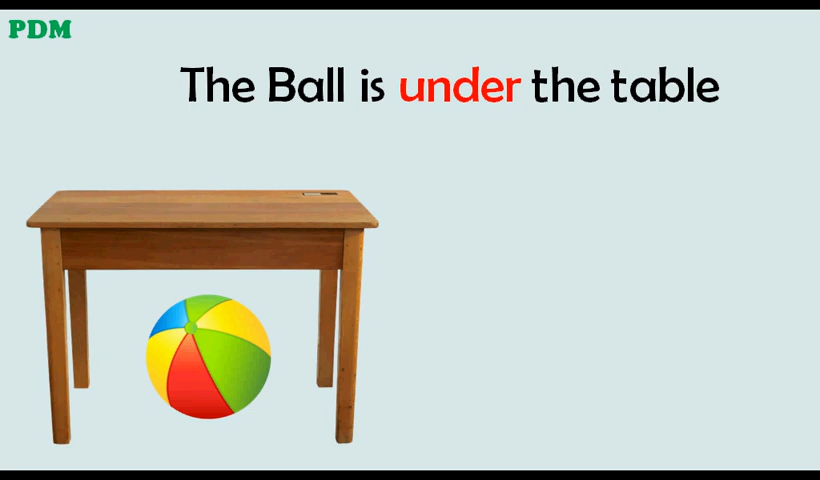 PDM
The Ball is under the table